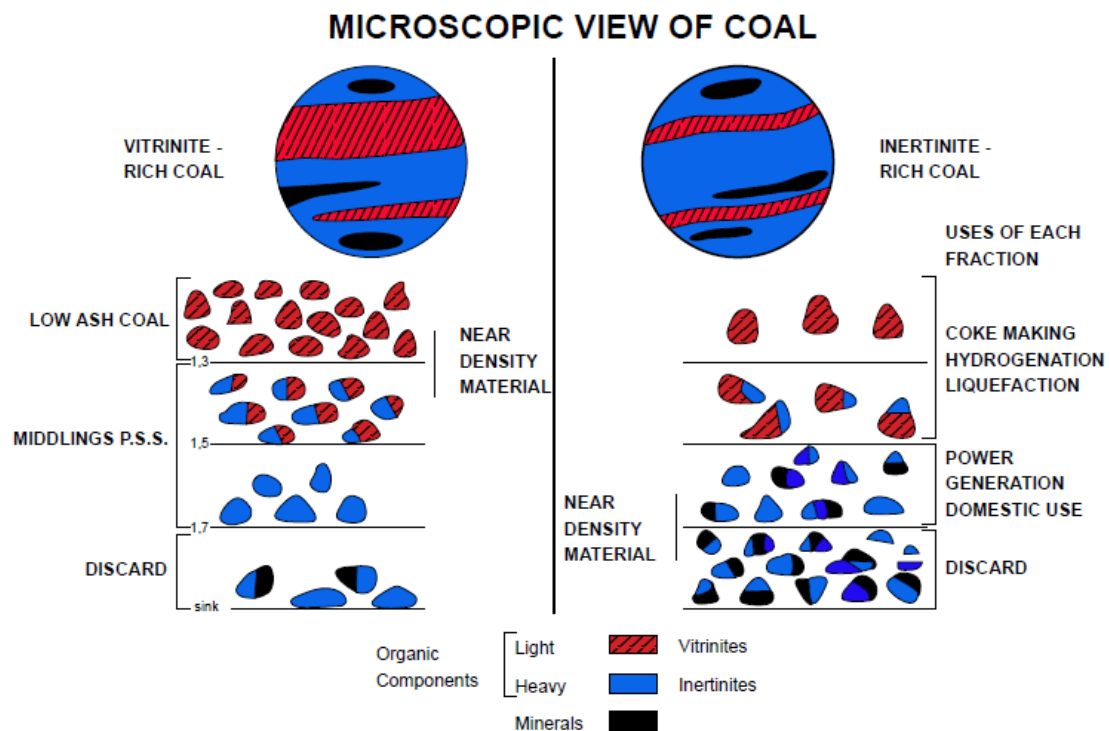 MICROSCOPIC VIEW OF COAL
VITRINITE -
RICH COAL
INERTINITE -
RICH COAL
USES OF EACH
FRACTION
LOW ASH COAL
1,3
NEAR
DENSITY
MATERIAL
COKE MAKING
HYDROGENATION
LIQUEFACTION
MIDDLINGS P.S.S.
1,5
1,7
NEAR
DENSITY
MATERIAL
POWER
GENERATION
DOMESTIC USE
DISCARD
sink
DISCARD
Organic
Components
Light
Vitrinites
Heavy
Inertinites
Minerals